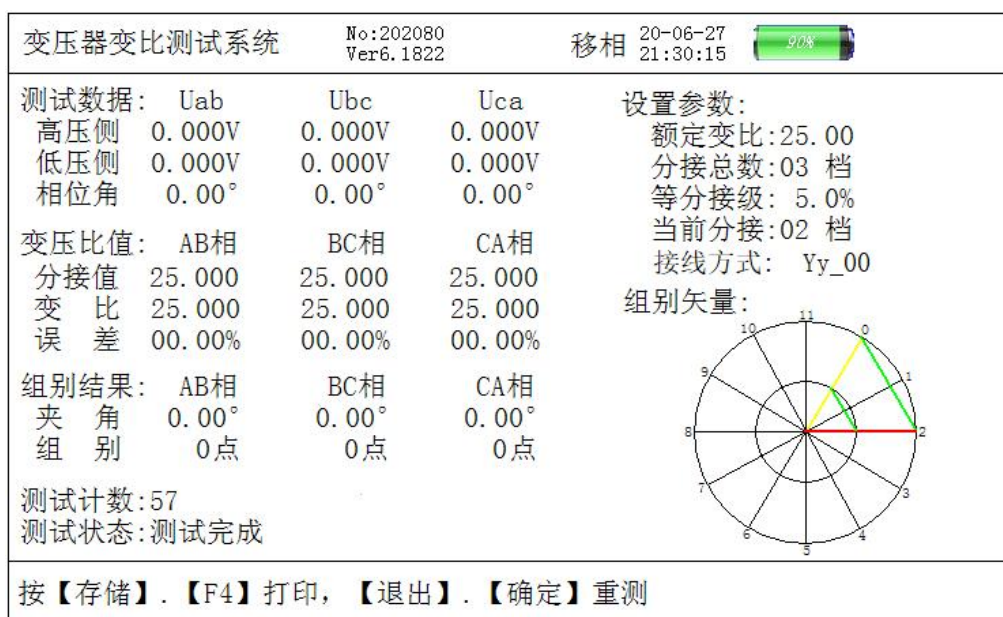 变压器变比测试系统 No:202080 移相 20-06-27 90%
Ver6.1822 21:30:15
测试数据: Uab Ubc Uca
高压侧 0.000V 0.000V 0.000V
低压侧 0.000V 0.000V 0.000V
相位角 0.00° 0.00° 0.00°
变压比值: AB相 BC相 CA相
分接值 25.000 25.000 25.000
变 比 25.000 25.000 25.000
误 差 00.00% 00.00% 00.00%
组别结果: AB相 BC相 CA相
夹 角 0.00° 0.00° 0.00°
组 别 0点 0点 0点
测试计数:57
测试状态:测试完成
设置参数:
额定变比:25.00
分接总数:03 档
等分接级: 5.0%
当前分接:02 档
接线方式: Yy_00
组别矢量:
11
10 0
9 1
8 2
7 3
6 4
5
按【存储】.【F4】打印，【退出】.【确定】重测